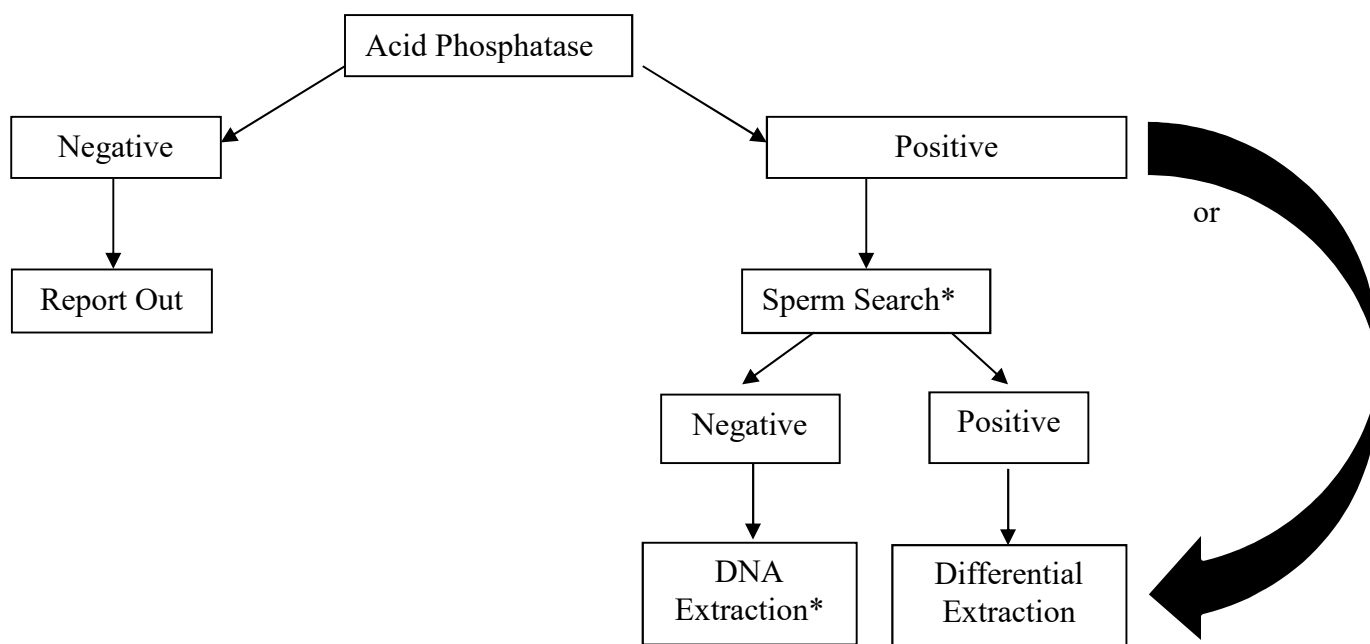 Acid Phosphatase
Negative
Positive
or
Report Out
Sperm Search*
Negative
Positive
DNA
Extraction*
Differential
Extraction